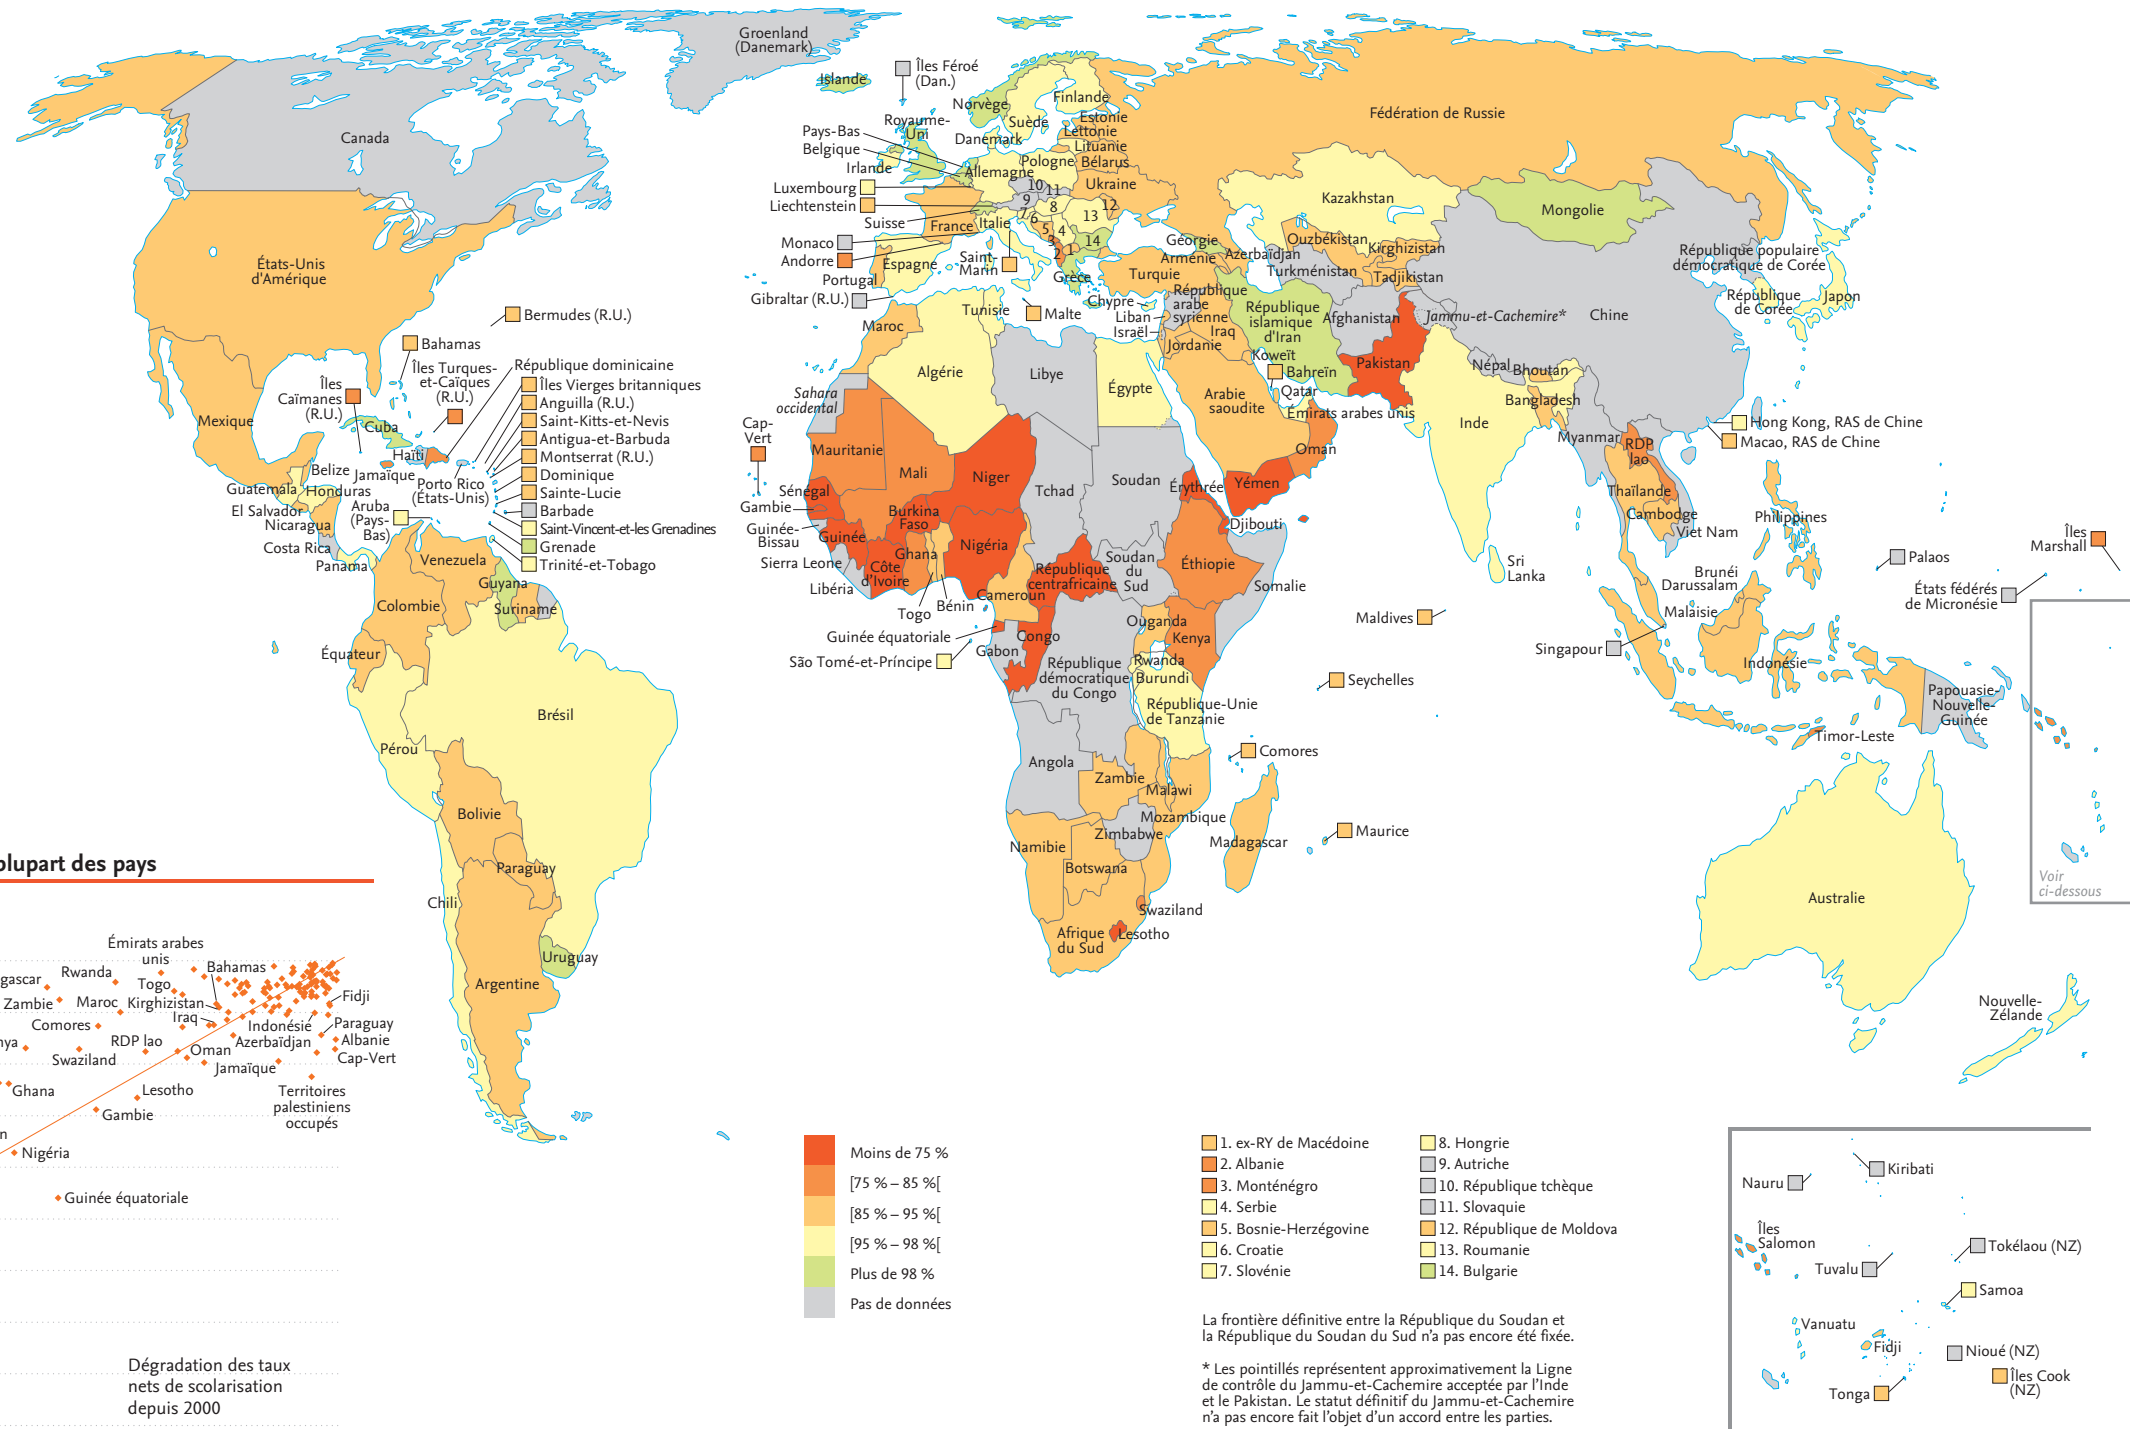 Groenland
(Danemark)
Islande
Îles Féroé
(Dan.)
Canada
Norvège
Finlande
Suède
Royaume-
Uni
Estonie
Lettonie
Lituanie
Danemark
Pays-Bas
Belgique
Irlande
Pologne
Bélarus
Allemagne
Luxembourg
Liechtenstein
Suisse
Ukraine
10
11
9
8
7
6
13
12
5
4
3
14
2
1
France
Italie
Monaco
Andorre
Portugal
Espagne
Saint-
Marin
Gibraltar (R.U.)
Grèce
Fédération de Russie
Kazakhstan
Mongolie
Géorgie
Arménie
Azerbaïdjan
Turquie
Ouzbékistan
Kirghizistan
Turkménistan
Tadjikistan
République populaire
démocratique de Corée
République
de Corée
Japon
Chine
États-Unis
d'Amérique
Bermudes (R.U.)
Bahamas
Îles Turques-
et-Caïques
(R.U.)
Îles
Caïmanes
(R.U.)
République dominicaine
Îles Vierges britanniques
Anguilla (R.U.)
Saint-Kitts-et-Nevis
Antigua-et-Barbuda
Montserrat (R.U.)
Dominique
Sainte-Lucie
Barbade
Saint-Vincent-et-les Grenadines
Grenade
Trinité-et-Tobago
Mexique
Cuba
Haïti
Jamaïque
Porto Rico
(États-Unis)
Belize
Guatemala
Honduras
El Salvador
Nicaragua
Costa Rica
Panama
Aruba
(Pays-
Bas)
Venezuela
Guyana
Suriname
Colombie
Équateur
Pérou
Brésil
Bolivie
Paraguay
Chili
Argentine
Uruguay
Maroc
Tunisie
Malte
Chypre
Liban
Israël
République
arabe
syrienne
Iraq
Jordanie
République
islamique
d'Iran
Afghanistan
Jammu-et-Cachemire*
Pakistan
Koweït
Bahreïn
Qatar
Émirats arabes unis
Arabie
saoudite
Oman
Yémen
Népal
Bhoutan
Bangladesh
Inde
Myanmar
RDP
lao
Hong Kong, RAS de Chine
Macao, RAS de Chine
Thaïlande
Cambodge
Viet Nam
Philippines
Sri
Lanka
Maldives
Brunéi
Darussalam
Malaisie
Singapour
Indonésie
Timor-Leste
Papouasie-
Nouvelle-
Guinée
Palaos
États fédérés
de Micronésie
Îles
Marshall
Australie
Nouvelle-
Zélande
Voir
ci-dessous
Algérie
Libye
Égypte
Sahara
occidental
Cap-
Vert
Mauritanie
Mali
Niger
Tchad
Soudan
Érythrée
Djibouti
Sénégal
Gambie
Guinée-
Bissau
Guinée
Sierra Leone
Libéria
Côte
d'Ivoire
Burkina
Faso
Ghana
Togo
Bénin
Nigéria
Cameroun
République
centrafricaine
Soudan
du
Sud
Éthiopie
Somalie
Guinée équatoriale
São Tomé-et-Príncipe
Gabon
Congo
République
démocratique
du Congo
Ouganda
Kenya
Rwanda
Burundi
République-Unie
de Tanzanie
Seychelles
Comores
Angola
Zambie
Malawi
Mozambique
Zimbabwe
Madagascar
Maurice
Namibie
Botswana
Swaziland
Lesotho
Afrique
du Sud
plupart des pays
Émirats arabes
unis
Bahamas
gascar
Rwanda
Togo
Zambie
Maroc
Kirghizistan
Fidji
Iraq
Comores
Indonésie
Paraguay
nya
RDP lao
Azerbaïdjan
Albanie
Swaziland
Oman
Cap-Vert
Jamaïque
Ghana
Lesotho
Territoires
palestiniens
occupés
Gambie
n
Nigéria
Guinée équatoriale
Dégradation des taux
nets de scolarisation
depuis 2000
Moins de 75 %
[75 % – 85 %[
[85 % – 95 %[
[95 % – 98 %[
Plus de 98 %
Pas de données
1. ex-RY de Macédoine
2. Albanie
3. Monténégro
4. Serbie
5. Bosnie-Herzégovine
6. Croatie
7. Slovénie
8. Hongrie
9. Autriche
10. République tchèque
11. Slovaquie
12. République de Moldova
13. Roumanie
14. Bulgarie
La frontière définitive entre la République du Soudan et
la République du Soudan du Sud n'a pas encore été fixée.
* Les pointillés représentent approximativement la Ligne
de contrôle du Jammu-et-Cachemire acceptée par l'Inde
et le Pakistan. Le statut définitif du Jammu-et-Cachemire
n'a pas encore fait l'objet d'un accord entre les parties.
Nauru
Kiribati
Îles
Salomon
Tuvalu
Tokélaou (NZ)
Samoa
Vanuatu
Fidji
Nioué (NZ)
Îles Cook
(NZ)
Tonga